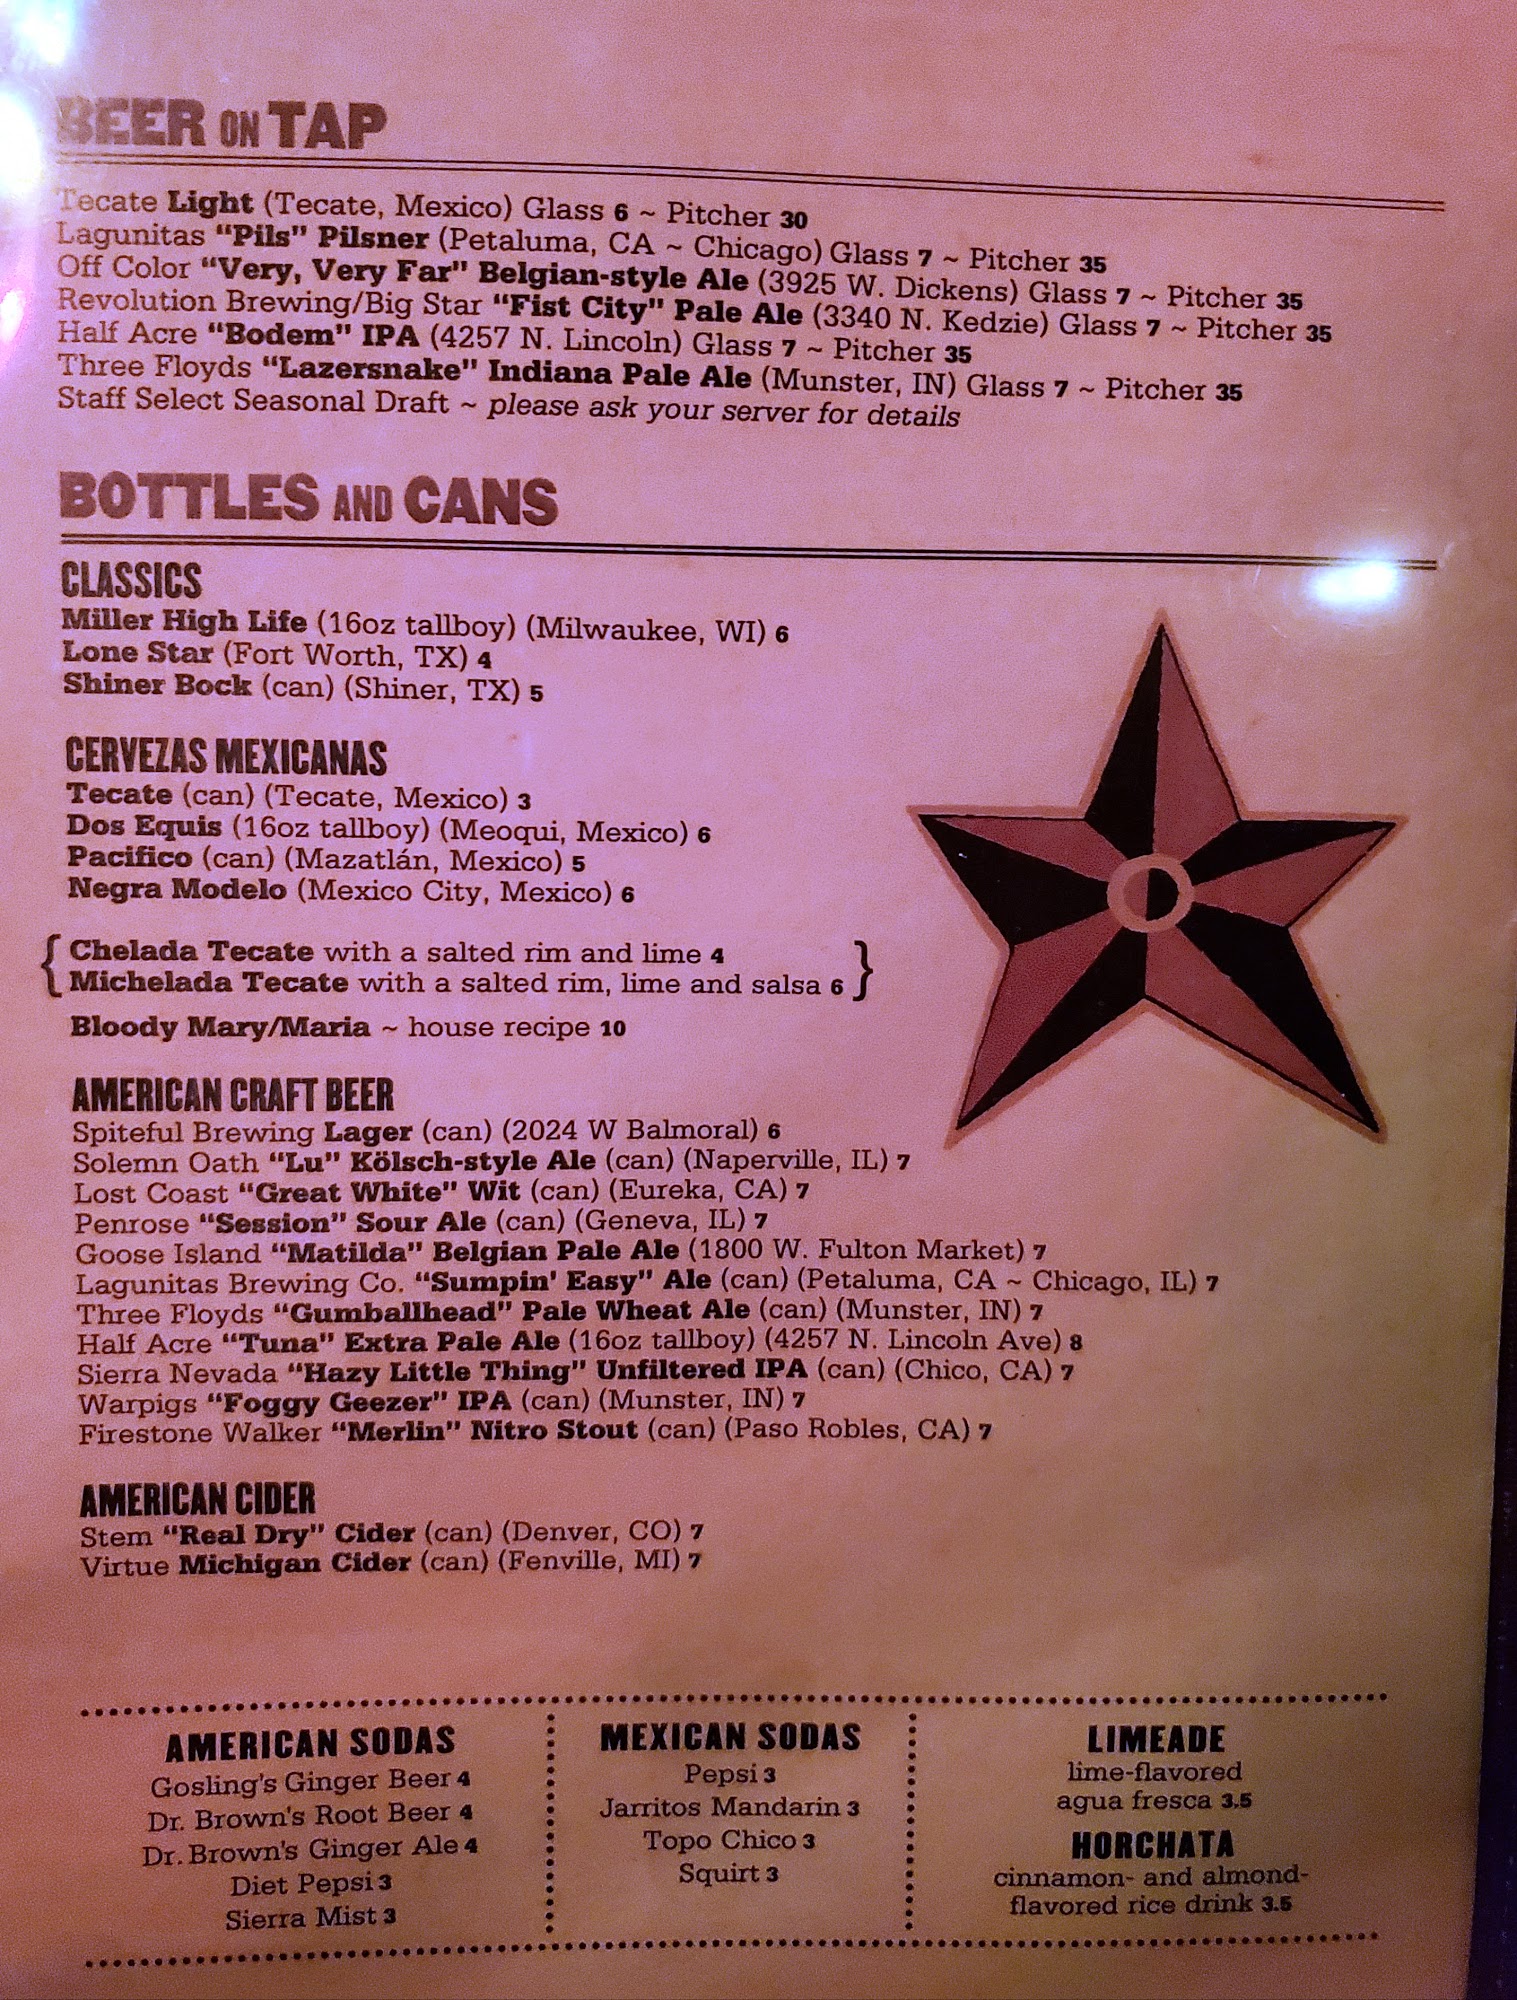 BEER ON TAP
Tecate Light (Tecate, Mexico) Glass 6 ~ Pitcher 30
Lagunitas “Pils” Pilsner (Petaluma, CA ~ Chicago) Glass 7 ~ Pitcher 35
Off Color “Very, Very Far” Belgian-style Ale (3925 W. Dickens) Glass 7 ~ Pitcher 35
Revolution Brewing/Big Star “Fist City” Pale Ale (3340 N. Kedzie) Glass 7 ~ Pitcher 35
Half Acre “Bodem” IPA (4257 N. Lincoln) Glass 7 ~ Pitcher 35
Three Floyds “Lazersnake” Indiana Pale Ale (Munster, IN) Glass 7 ~ Pitcher 35
Staff Select Seasonal Draft ~ please ask your server for details
BOTTLES AND CANS
CLASSICS
Miller High Life (16oz tallboy) (Milwaukee, WI) 6
Lone Star (Fort Worth, TX) 4
Shiner Bock (can) (Shiner, TX) 5
CERVEZAS MEXICANAS
Tecate (can) (Tecate, Mexico) 3
Dos Equis (16oz tallboy) (Meoqui, Mexico) 6
Pacifico (can) (Mazatlán, Mexico) 5
Negra Modelo (Mexico City, Mexico) 6
{ Chelada Tecate with a salted rim and lime 4
Michelada Tecate with a salted rim, lime and salsa 6 }
Bloody Mary/Maria ~ house recipe 10
AMERICAN CRAFT BEER
Spiteful Brewing Lager (can) (2024 W Balmoral) 6
Solemn Oath “Lu” Kölsch-style Ale (can) (Naperville, IL) 7
Lost Coast “Great White” Wit (can) (Eureka, CA) 7
Penrose “Session” Sour Ale (can) (Geneva, IL) 7
Goose Island “Matilda” Belgian Pale Ale (1800 W. Fulton Market) 7
Lagunitas Brewing Co. “Sumpin' Easy” Ale (can) (Petaluma, CA ~ Chicago, IL) 7
Three Floyds “Gumballhead” Pale Wheat Ale (can) (Munster, IN) 7
Half Acre “Tuna” Extra Pale Ale (16oz tallboy) (4257 N. Lincoln Ave) 8
Sierra Nevada “Hazy Little Thing” Unfiltered IPA (can) (Chico, CA) 7
Warpigs “Foggy Geezer” IPA (can) (Munster, IN) 7
Firestone Walker “Merlin” Nitro Stout (can) (Paso Robles, CA) 7
AMERICAN CIDER
Stem “Real Dry” Cider (can) (Denver, CO) 7
Virtue Michigan Cider (can) (Fenville, MI) 7
AMERICAN SODAS
Gosling's Ginger Beer 4
Dr. Brown's Root Beer 4
Dr. Brown's Ginger Ale 4
Diet Pepsi 3
Sierra Mist 3
MEXICAN SODAS
Pepsi 3
Jarritos Mandarin 3
Topo Chico 3
Squirt 3
LIMEADE
lime-flavored
agua fresca 3.5
HORCHATA
cinnamon- and almond-
flavored rice drink 3.5